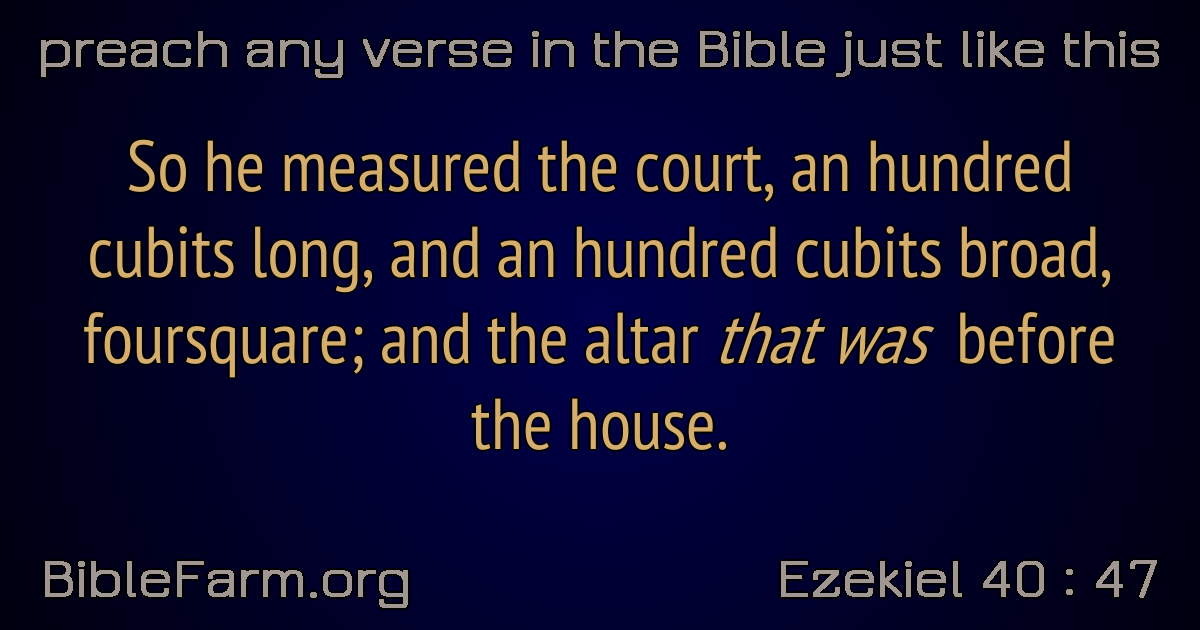 preach any verse in the Bible just like this
So he measured the court, an hundred
cubits long, and an hundred cubits broad,
foursquare; and the altar that was before
the house.
BibleFarm.org
Ezekiel 40 : 47